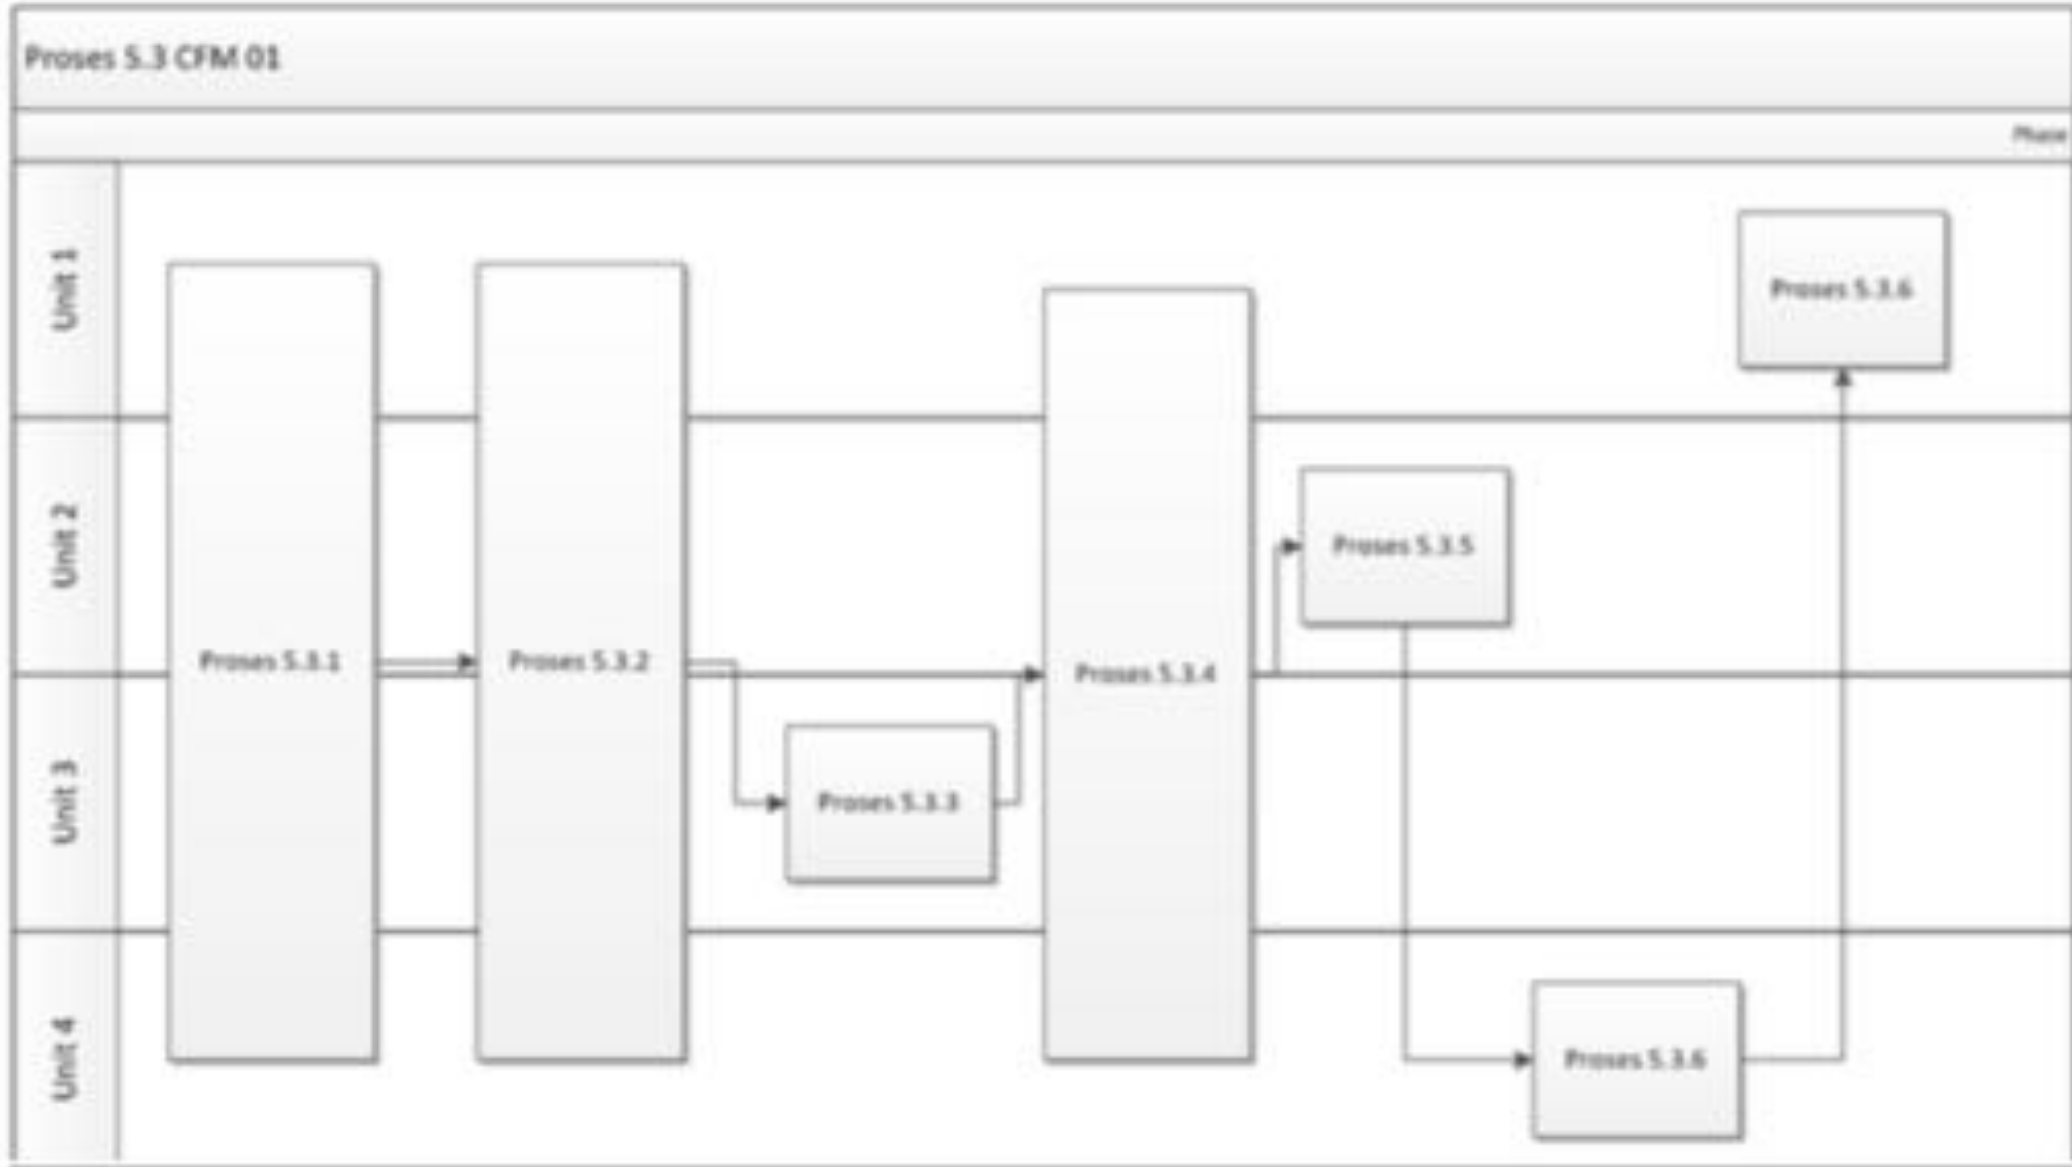 Proses 5.3 CFM 01
Phase
Unit 1
Proses 5.3.6
Unit 2
Proses 5.3.5
Proses 5.3.1
Proses 5.3.2
Proses 5.3.4
Unit 3
Proses 5.3.3
Unit 4
Proses 5.3.6